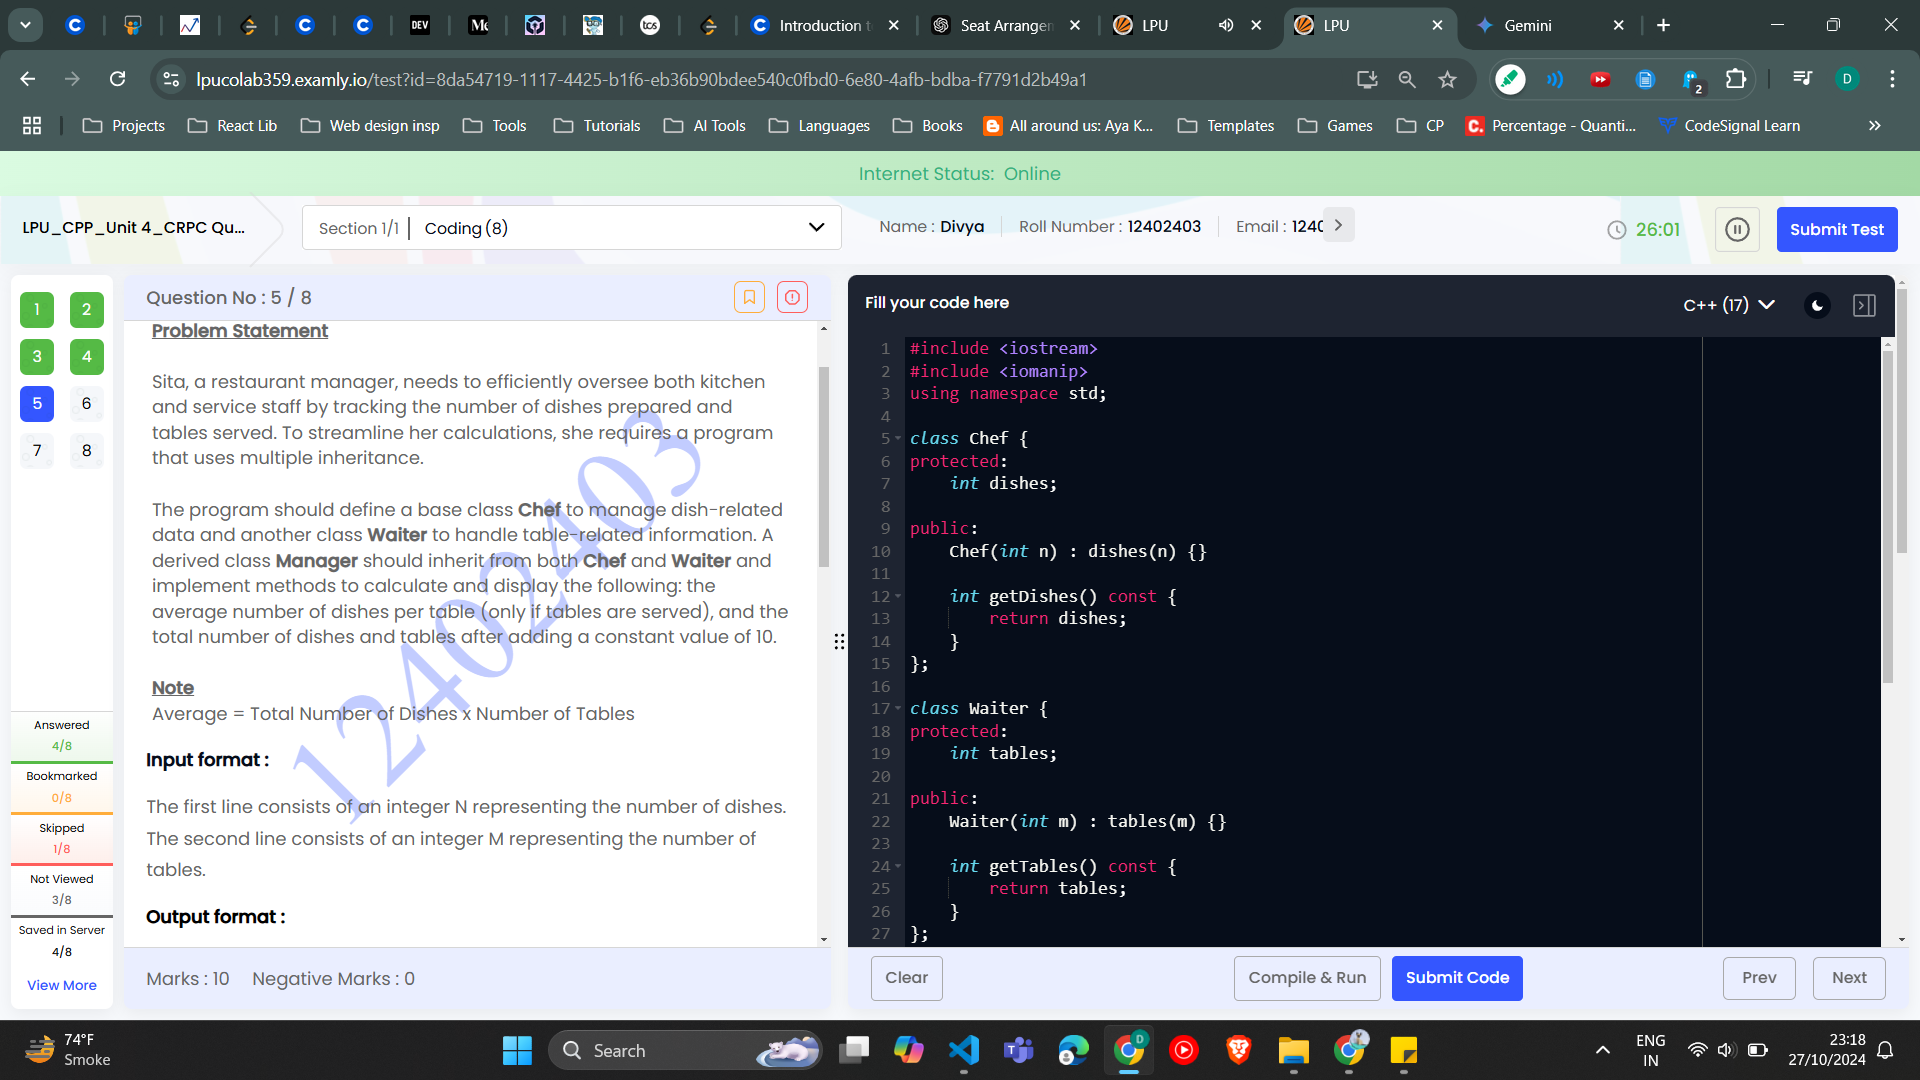 Introduction t
Seat Arrangen
LPU
LPU
Gemini
lpucolab359.examly.io/test?id=8da54719-1117-4425-b1f6-eb36b90bdee540c0fbd0-6e80-4afb-bdba-f7791d2b49a1
2
D
Projects
React Lib
Web design insp
Tools
Tutorials
AI Tools
Languages
Books
All around us: Aya K...
Templates
Games
CP
Percentage - Quanti...
CodeSignal Learn
Internet Status: Online
LPU_CPP_Unit 4_CRPC Qu...
Section 1/1 | Coding (8)
Name : Divya
Roll Number : 12402403
Email : 1240
26:01
Submit Test
1 2
3 4
5 6
7 8
Answered
4/8
Bookmarked
0/8
Skipped
1/8
Not Viewed
3/8
Saved in Server
4/8
View More
Question No : 5 / 8
Problem Statement
Sita, a restaurant manager, needs to efficiently oversee both kitchen
and service staff by tracking the number of dishes prepared and
tables served. To streamline her calculations, she requires a program
that uses multiple inheritance.
The program should define a base class Chef to manage dish-related
data and another class Waiter to handle table-related information. A
derived class Manager should inherit from both Chef and Waiter and
implement methods to calculate and display the following: the
average number of dishes per table (only if tables are served), and the
total number of dishes and tables after adding a constant value of 10.
Note
Average = Total Number of Dishes x Number of Tables
Input format :
The first line consists of an integer N representing the number of dishes.
The second line consists of an integer M representing the number of
tables.
Output format :
12402403
Marks : 10
Negative Marks : 0
Fill your code here
C++ (17)
1 #include <iostream>
2 #include <iomanip>
3 using namespace std;
4
5 class Chef {
6 protected:
7 int dishes;
8
9 public:
10 Chef(int n) : dishes(n) {}
11
12 int getDishes() const {
13 return dishes;
14 }
15 };
16
17 class Waiter {
18 protected:
19 int tables;
20
21 public:
22 Waiter(int m) : tables(m) {}
23
24 int getTables() const {
25 return tables;
26 }
27 };
Clear
Compile & Run
Submit Code
Prev
Next
74°F
Smoke
Search
ENG
IN
23:18
27/10/2024